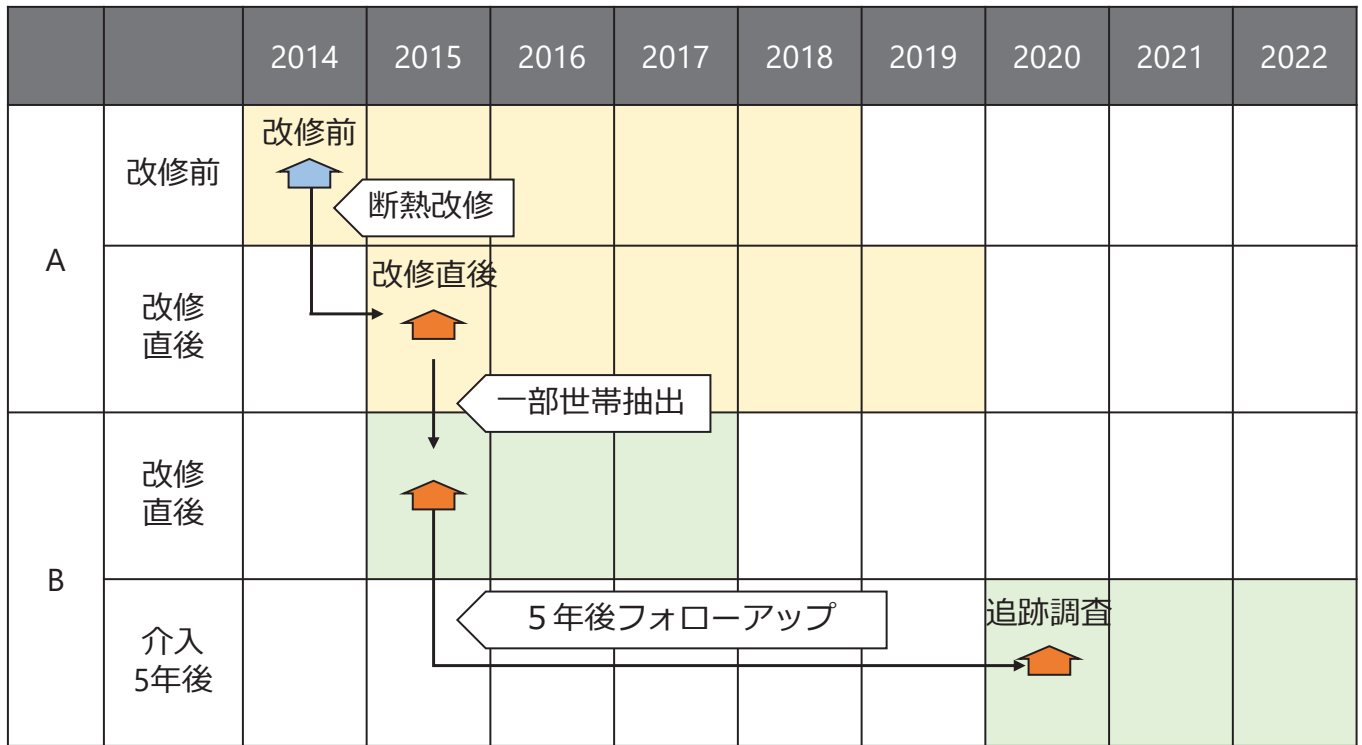 2014 2015 2016 2017 2018 2019 2020 2021 2022
A
改修前
改修前
断熱改修
改修
直後
改修直後
一部世帯抽出
B
改修
直後
5年後フォローアップ
介入
5年後
追跡調査